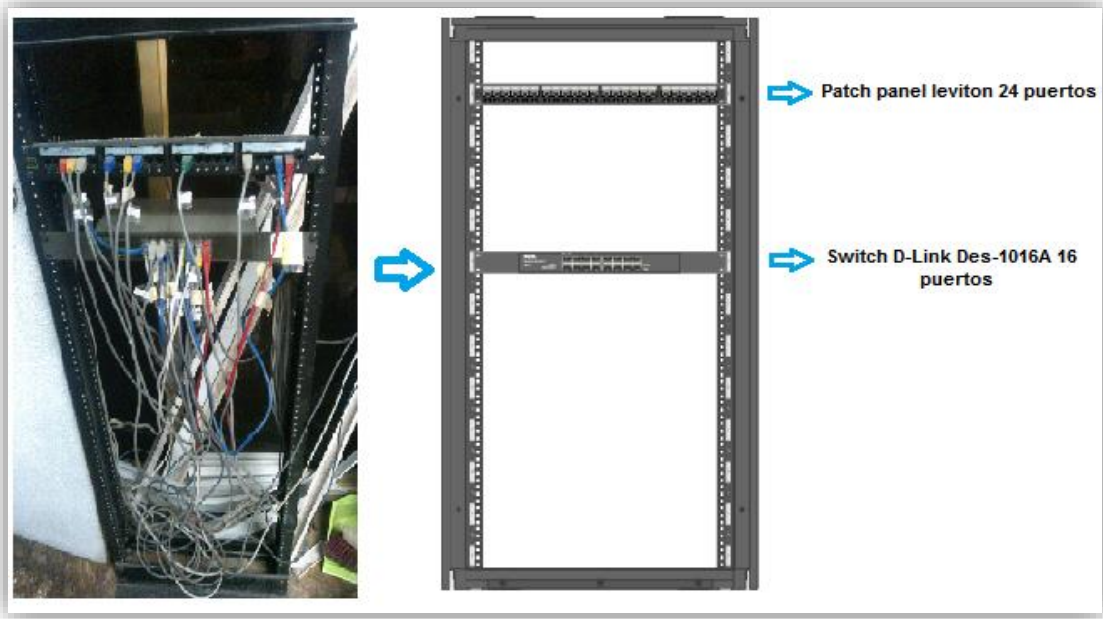 Patch panel leviton 24 puertos
Switch D-Link Des-1016A 16
puertos